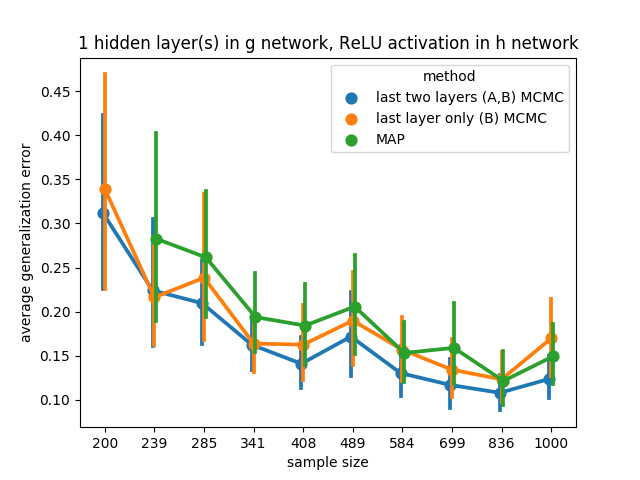 1 hidden layer(s) in g network, ReLU activation in h network
method
last two layers (A,B) MCMC
last layer only (B) MCMC
MAP
average generalization error
0.45
0.40
0.35
0.30
0.25
0.20
0.15
0.10
200 239 285 341 408 489 584 699 836 1000
sample size